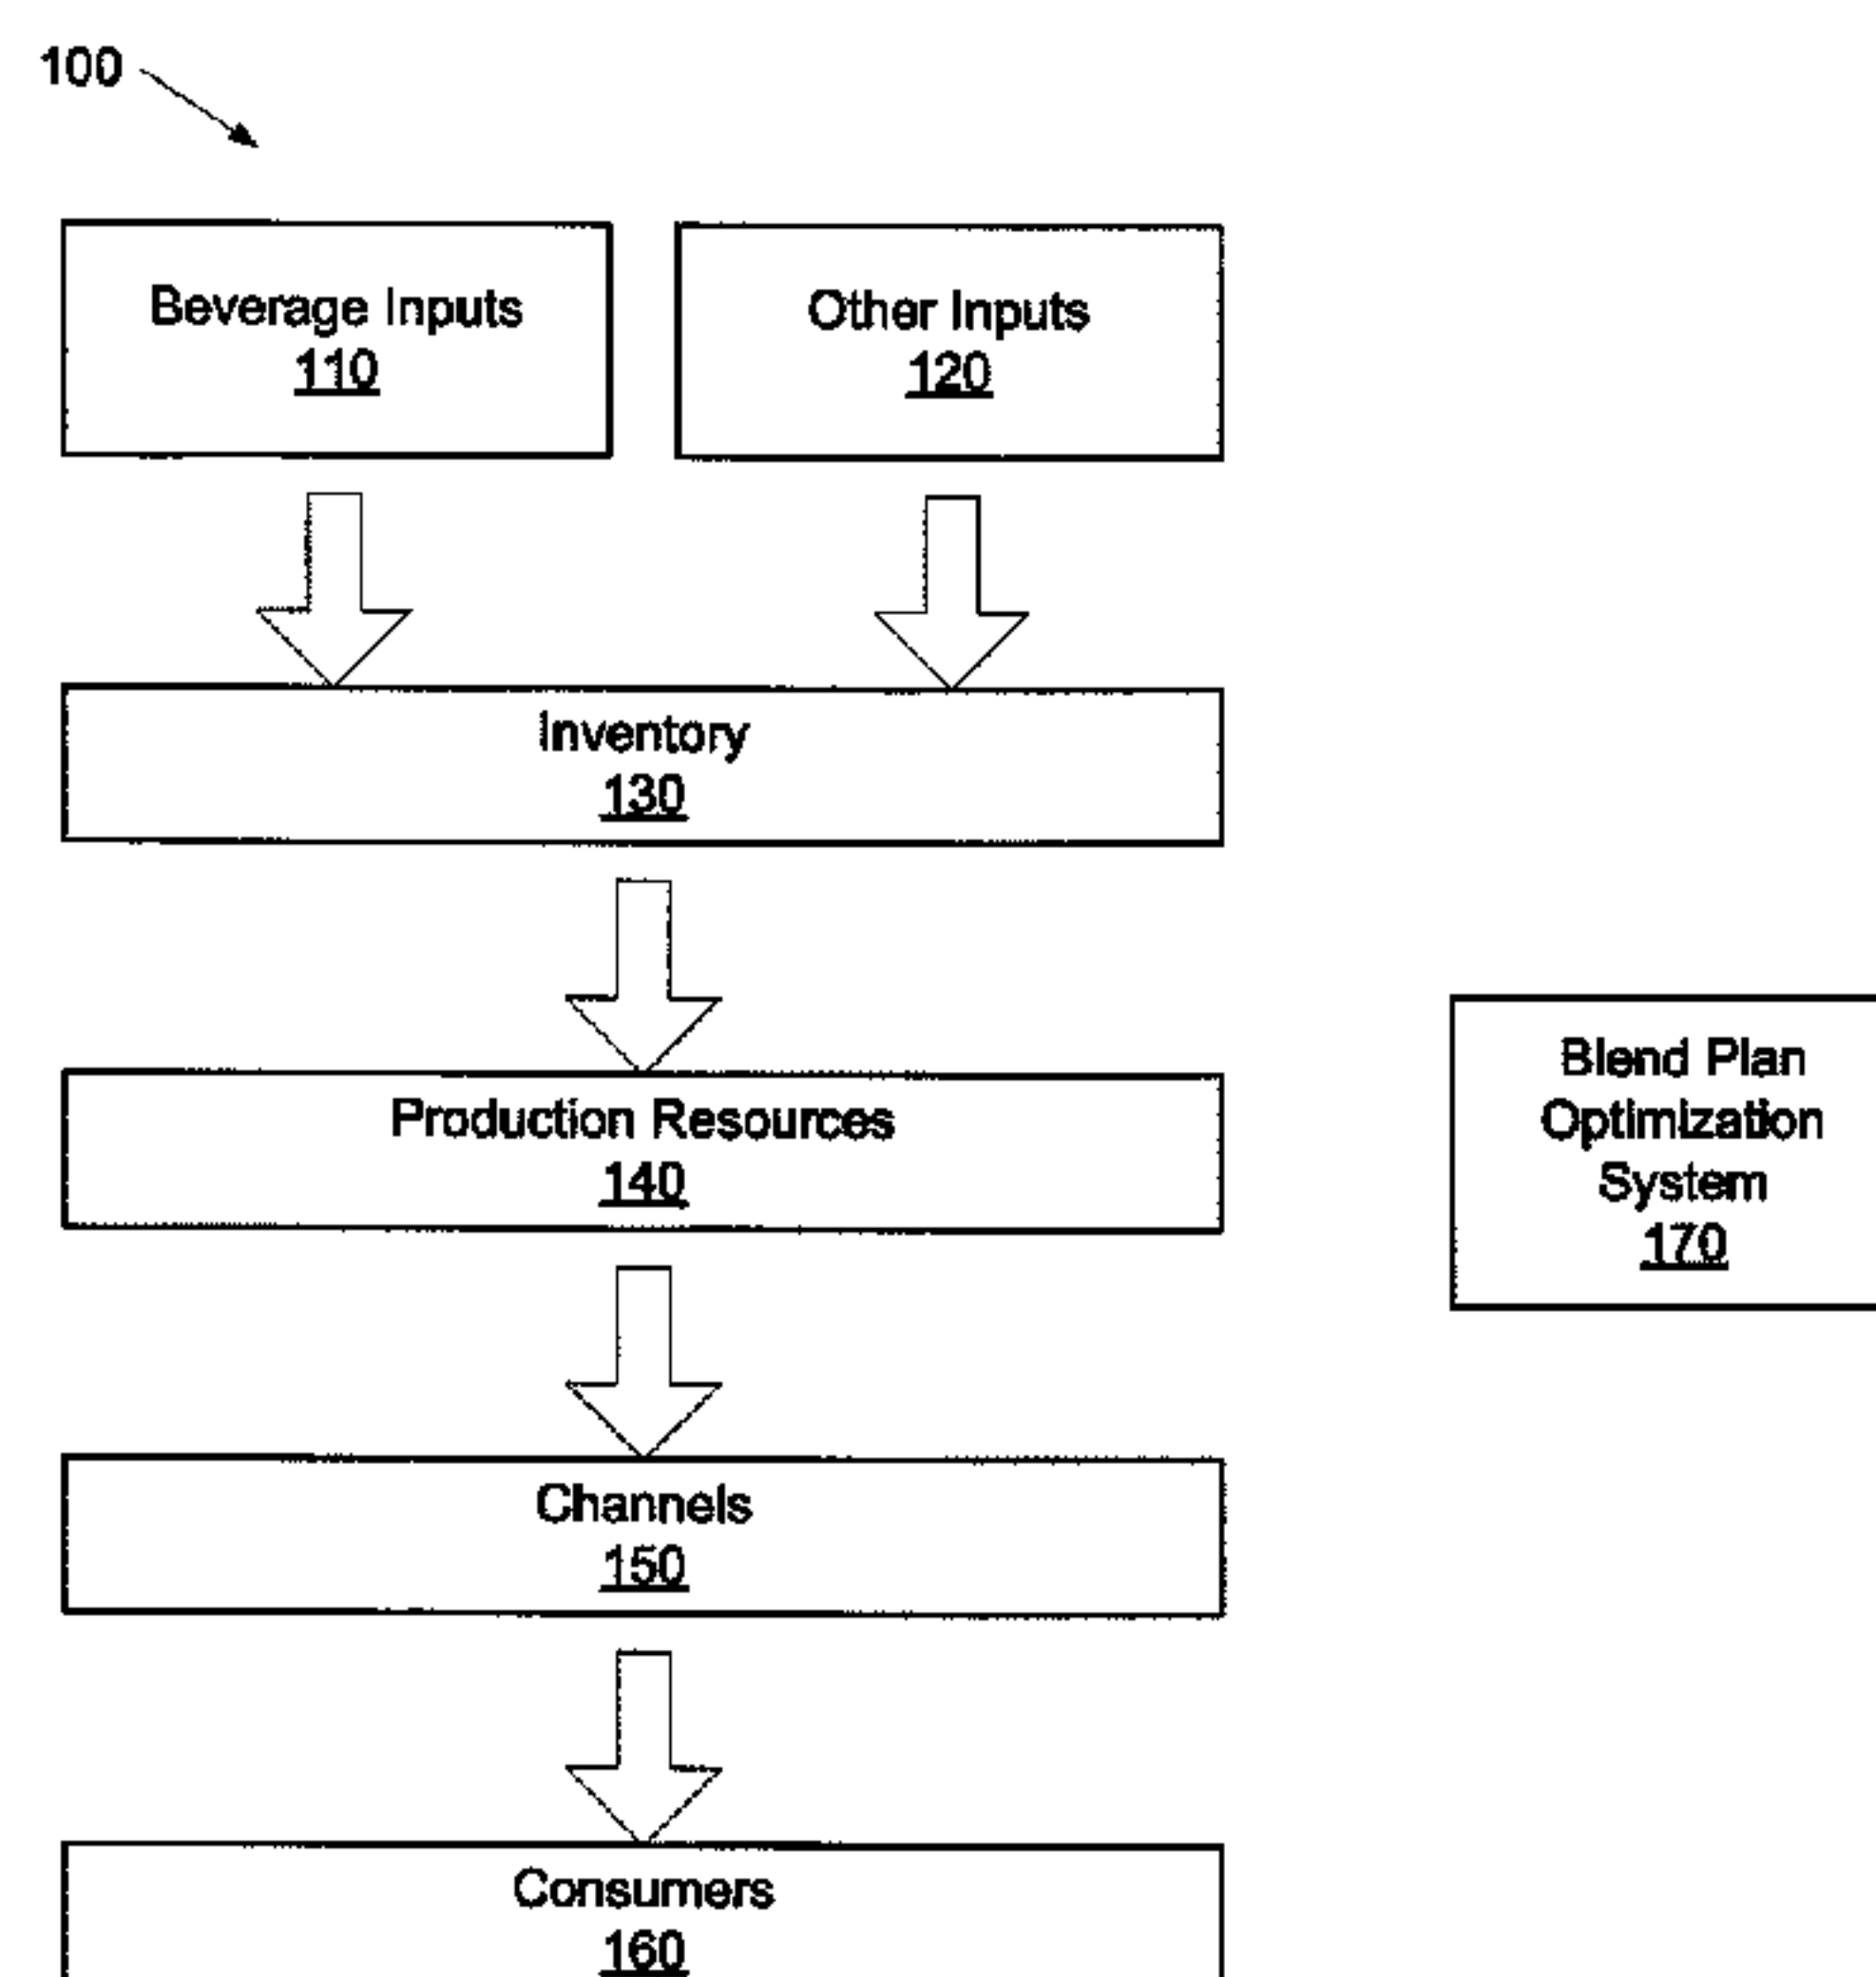 100
Beverage Inputs
110
Other Inputs
120
Inventory
130
Production Resources
140
Blend Plan
Optimization
System
170
Channels
150
Consumers
160